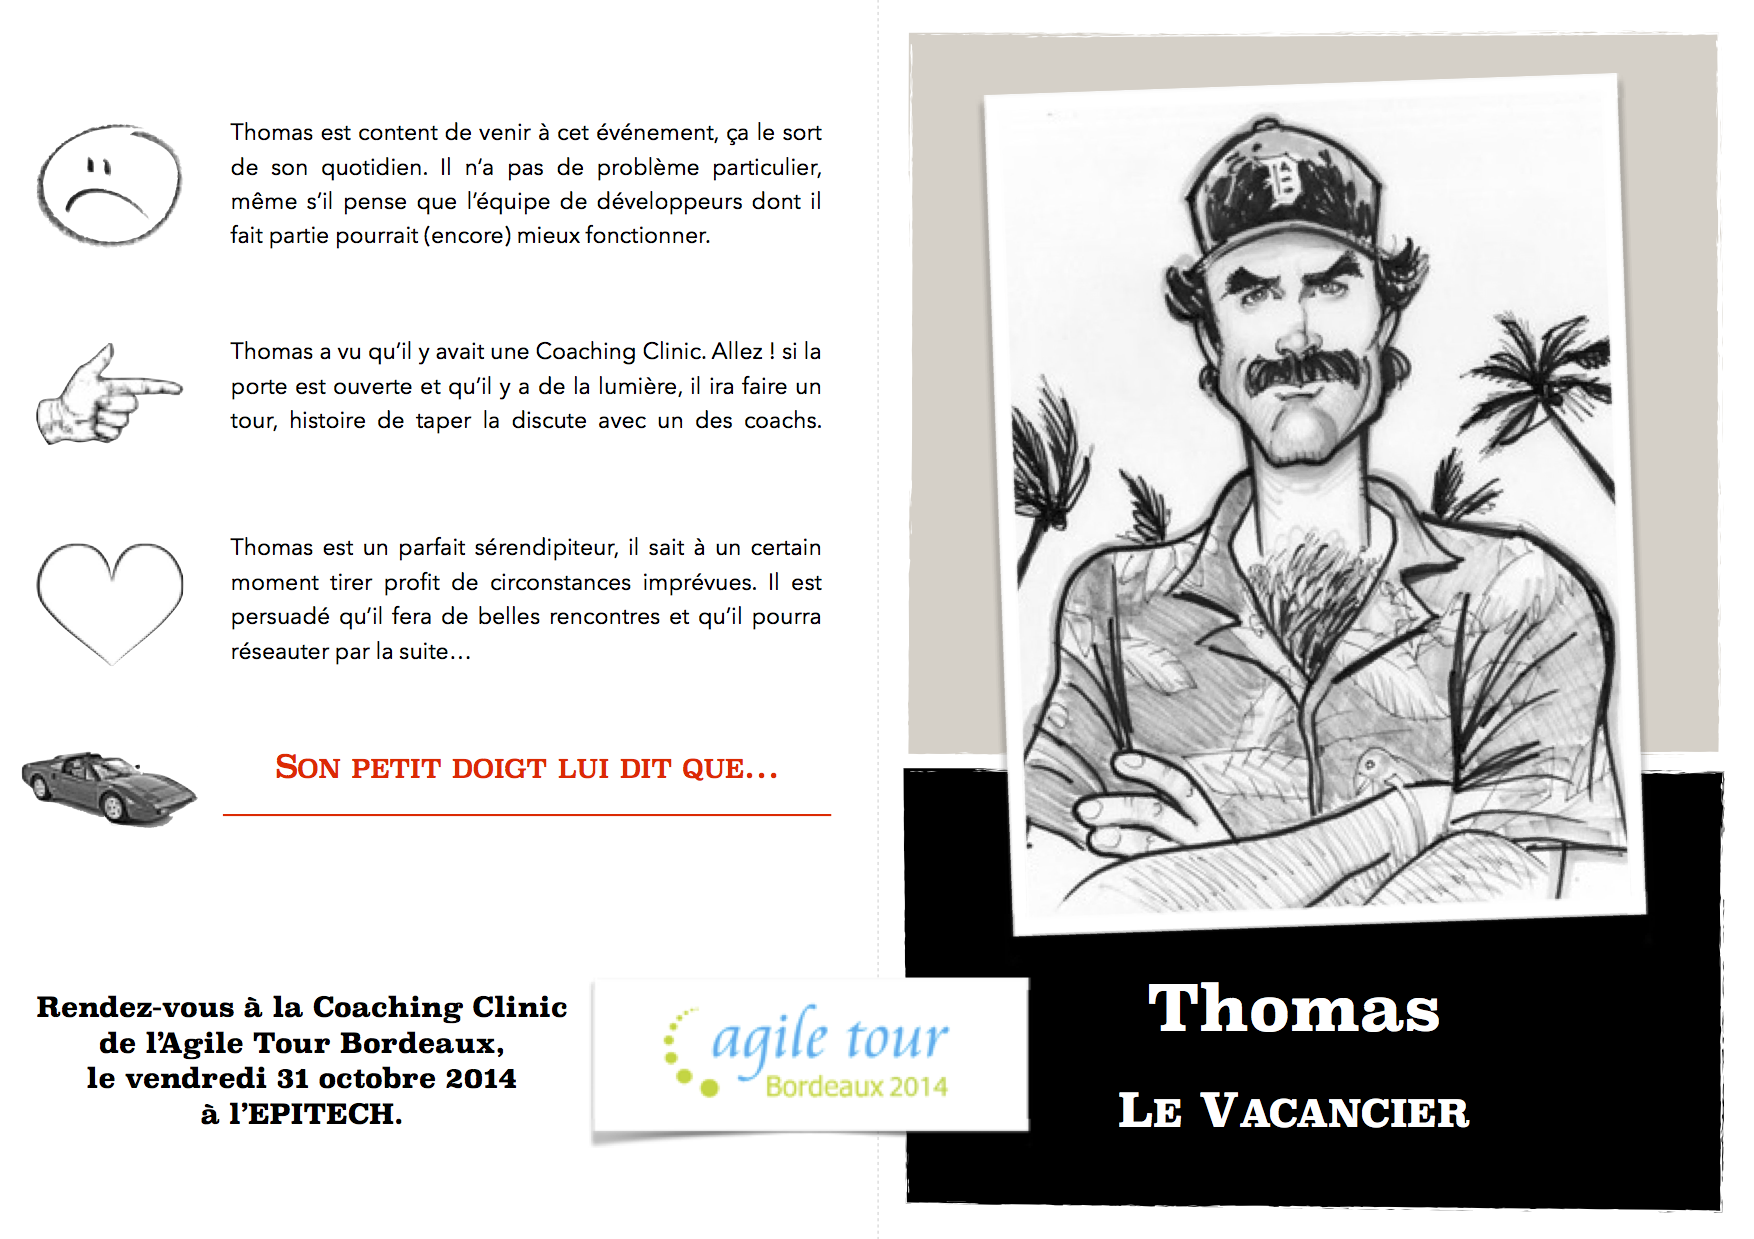 Thomas est content de venir à cet événement, ça le sort
de son quotidien. Il n'a pas de problème particulier,
même s'il pense que l'équipe de développeurs dont il
fait partie pourrait (encore) mieux fonctionner.
Thomas a vu qu'il y avait une Coaching Clinic. Allez ! si la
porte est ouverte et qu'il y a de la lumière, il ira faire un
tour, histoire de taper la discute avec un des coachs.
Thomas est un parfait sérendipiteur, il sait à un certain
moment tirer profit de circonstances imprévues. Il est
persuadé qu'il fera de belles rencontres et qu'il pourra
réseauter par la suite…
Son petit doigt lui dit que…
Rendez-vous à la Coaching Clinic
de l'Agile Tour Bordeaux,
le vendredi 31 octobre 2014
à l'EPITECH.
agile tour
Bordeaux 2014
D
Thomas
Le Vacancier